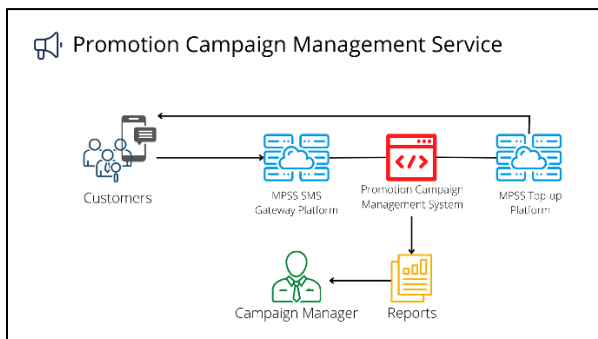 Promotion Campaign Management Service
Customers
MPSS SMS
Gateway Platform
Promotion Campaign
Management System
MPSS Top-up
Platform
Campaign Manager
Reports